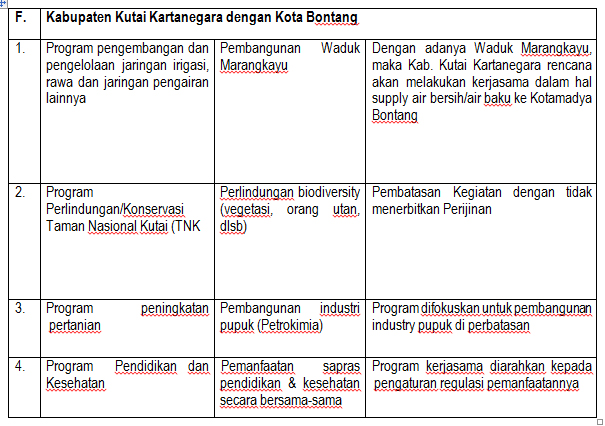 F. Kabupaten Kutai Kartanegara dengan Kota Bontang
1. Program pengembangan dan
pengelolaan jaringan irigasi,
rawa dan jaringan pengairan
lainnya
Pembangunan Waduk
Marangkayu
Dengan adanya Waduk Marangkayu,
maka Kab. Kutai Kartanegara rencana
akan melakukan kerjasama dalam hal
supply air bersih/air baku ke Kotamadya
Bontang
2. Program
Perlindungan/Konservasi
Taman Nasional Kutai (TNK
Perlindungan biodiversity
(vegetasi, orang utan,
dlsb)
Pembatasan Kegiatan dengan tidak
menerbitkan Perijinan
3. Program peningkatan
pertanian
Pembangunan industri
pupuk (Petrokimia)
Program difokuskan untuk pembangunan
industry pupuk di perbatasan
4. Program Pendidikan dan
Kesehatan
Pemanfaatan sapras
pendidikan & kesehatan
secara bersama-sama
Program kerjasama diarahkan kepada
pengaturan regulasi pemanfaatannya